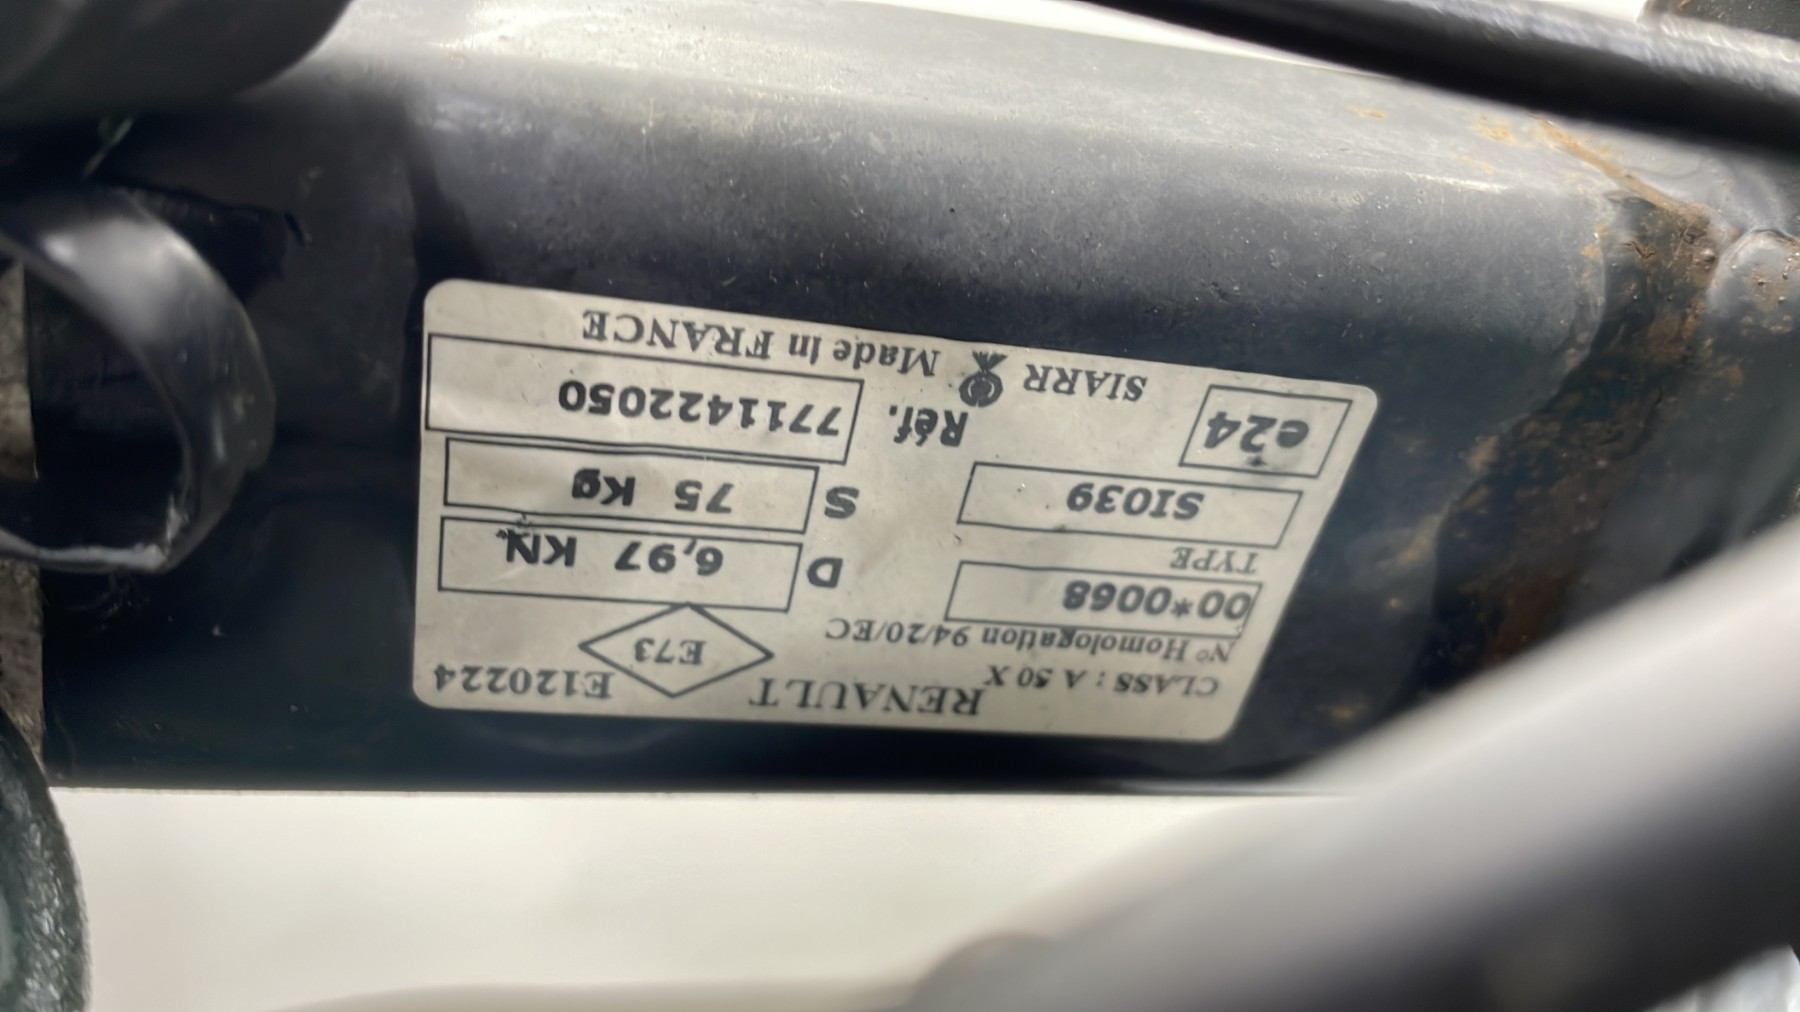 RENAULT E73 E120224
CLASS : A 50 X
N° Homologation 94/20/EC
00*0068
D 6,97 KN
TYPE
SI039
S 75 Kg
e24
Réf. 7711422050
SIARR Made in FRANCE